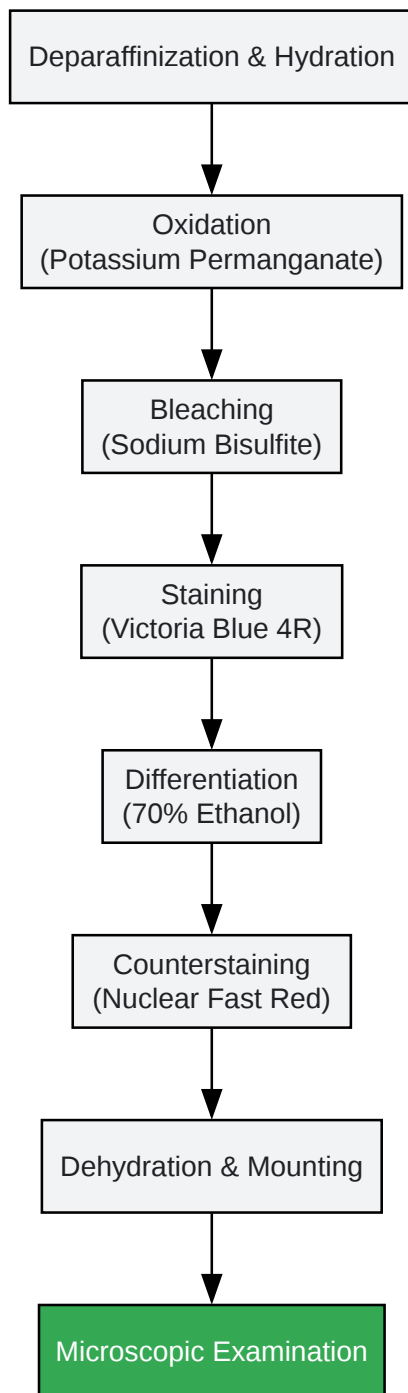 Deparaffinization & Hydration
Oxidation
(Potassium Permanganate)
Bleaching
(Sodium Bisulfite)
Staining
(Victoria Blue 4R)
Differentiation
(70% Ethanol)
Counterstaining
(Nuclear Fast Red)
Dehydration & Mounting
Microscopic Examination